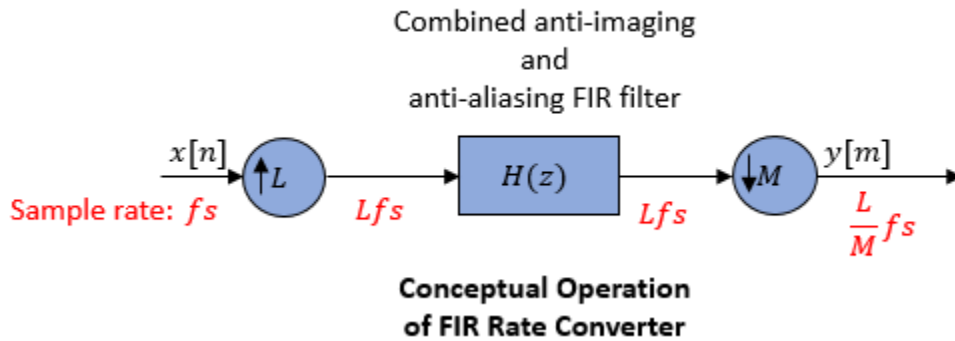 Combined anti-imaging
and
anti-aliasing FIR filter
x[n]
↑L
H(z)
↓M
y[m]
Sample rate: fs
Lfs
Lfs
L/M fs
Conceptual Operation
of FIR Rate Converter